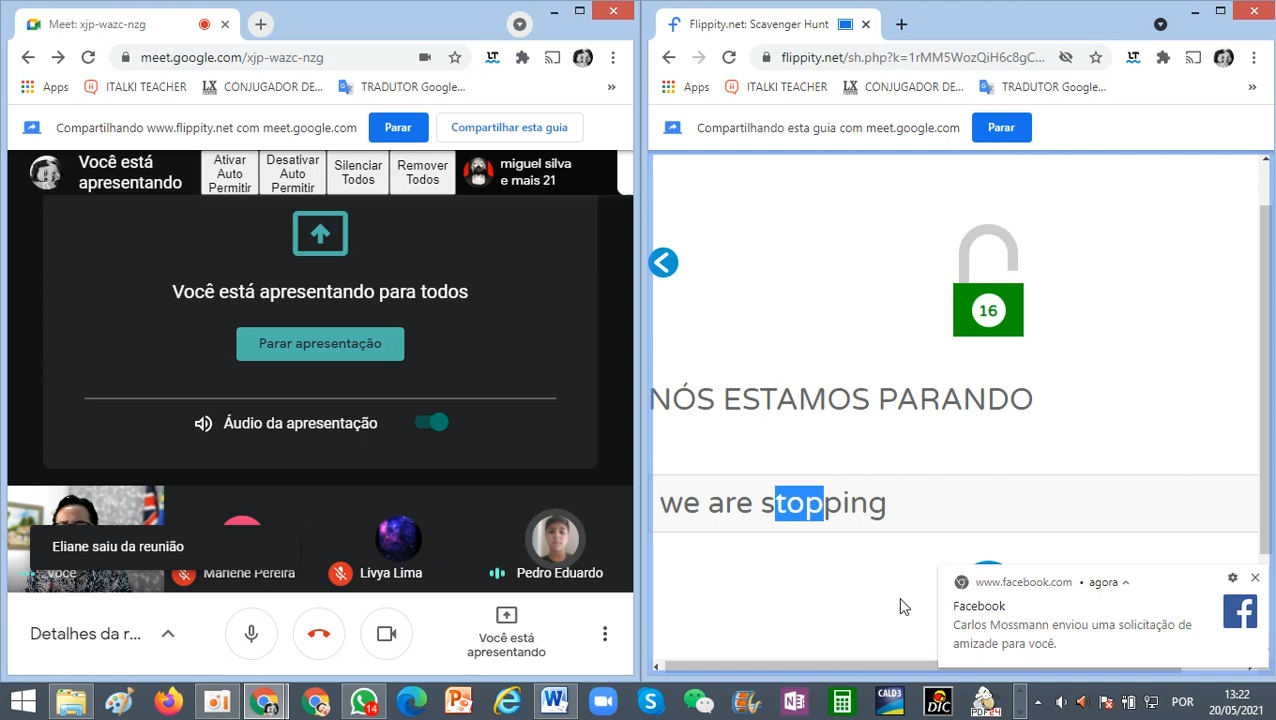 Meet: xjp-wazc-nzg
meet.google.com/xjp-wazc-nzg
Apps ITALKI TEACHER LX CONJUGADOR DE... TRADUTOR Google... »
Compartilhando www.flippity.net com meet.google.com Parar Compartilhar esta guia
Você está
apresentando
Ativar
Auto
Permitir
Desativar
Auto
Permitir
Silenciar
Todos
Remover
Todos
miguel silva
e mais 21
Você está apresentando para todos
Parar apresentação
Áudio da apresentação
Eliane saiu da reunião
Você
Marlene Pereira
Livya Lima
Pedro Eduardo
Detalhes da r...
Você está
apresentando
Flippity.net: Scavenger Hunt
flippity.net/sh.php?k=1rMM5WozQiH6c8gC...
Apps ITALKI TEACHER LX CONJUGADOR DE... TRADUTOR Google... »
Compartilhando esta guia com meet.google.com Parar
16
NÓS ESTAMOS PARANDO
we are stopping
www.facebook.com • agora
Facebook
Carlos Mossmann enviou uma solicitação de
amizade para você.
14
CALD3
DIC
PDF24
POR
13:22
20/05/2021